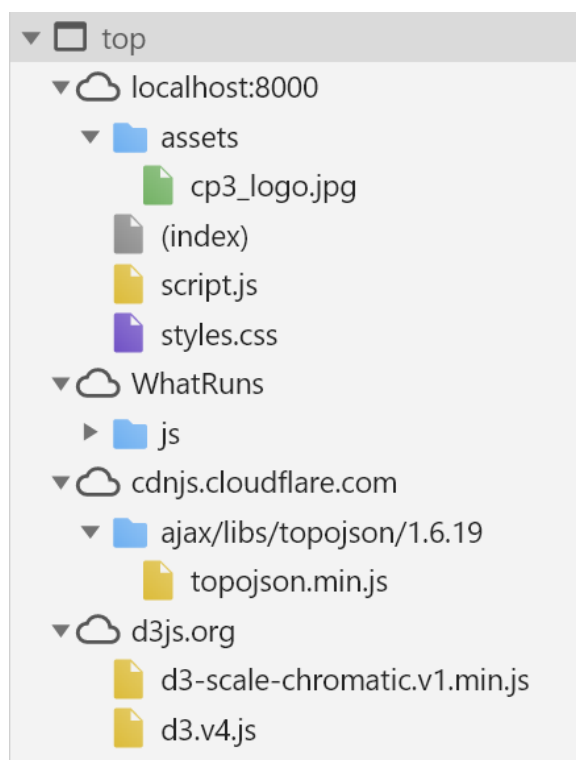 top
localhost:8000
assets
cp3_logo.jpg
(index)
script.js
styles.css
WhatRuns
js
cdnjs.cloudflare.com
ajax/libs/topojson/1.6.19
topojson.min.js
d3js.org
d3-scale-chromatic.v1.min.js
d3.v4.js